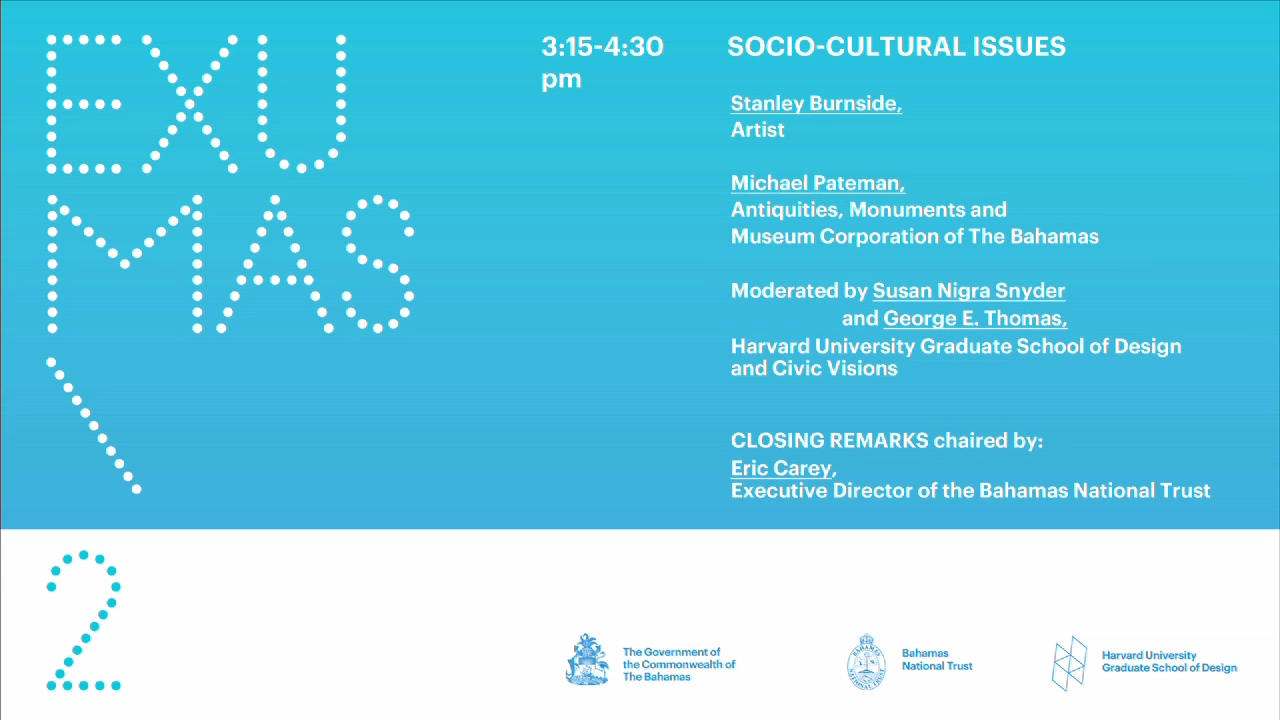 EXU
MAS
\
2
3:15-4:30
pm
SOCIO-CULTURAL ISSUES
Stanley Burnside,
Artist
Michael Pateman,
Antiquities, Monuments and
Museum Corporation of The Bahamas
Moderated by Susan Nigra Snyder
and George E. Thomas,
Harvard University Graduate School of Design
and Civic Visions
CLOSING REMARKS chaired by:
Eric Carey,
Executive Director of the Bahamas National Trust
The Government of
the Commonwealth of
The Bahamas
BAHAMAS
NATIONAL TRUST
Bahamas
National Trust
Harvard University
Graduate School of Design